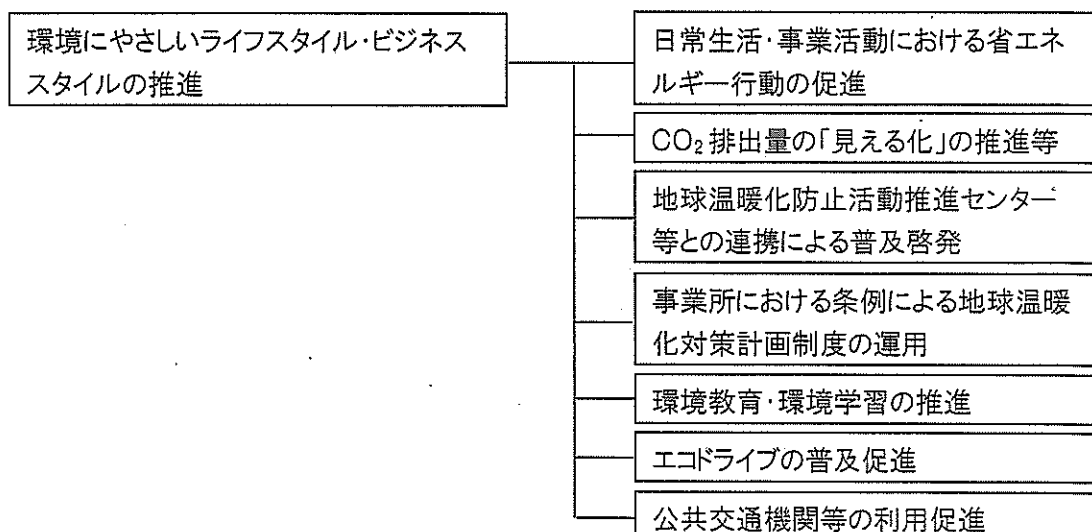 環境にやさしいライフスタイル・ビジネス
スタイルの推進
日常生活・事業活動における省エネ
ルギー行動の促進
CO₂排出量の「見える化」の推進等
地球温暖化防止活動推進センター
等との連携による普及啓発
事業所における条例による地球温暖
化対策計画制度の運用
環境教育・環境学習の推進
エコドライブの普及促進
公共交通機関等の利用促進